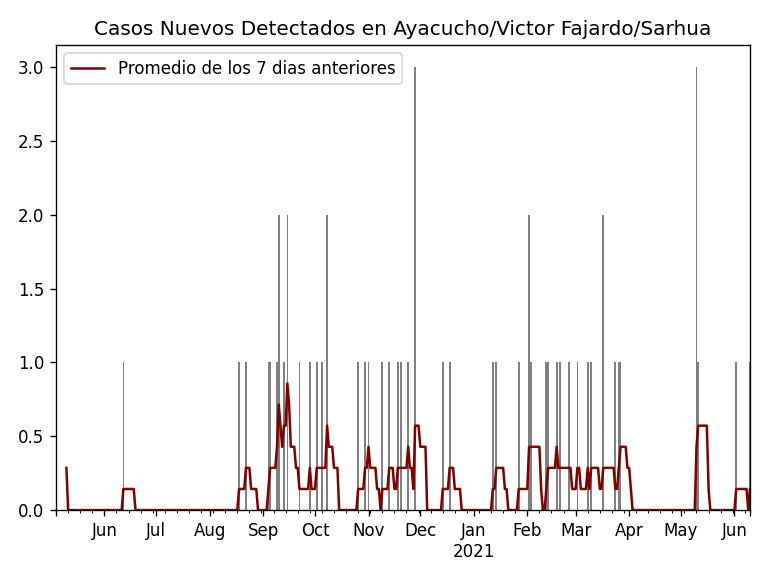 Casos Nuevos Detectados en Ayacucho/Victor Fajardo/Sarhua
Promedio de los 7 dias anteriores
3.0
2.5
2.0
1.5
1.0
0.5
0.0
Jun Jul Aug Sep Oct Nov Dec Jan Feb Mar Apr May Jun
2021